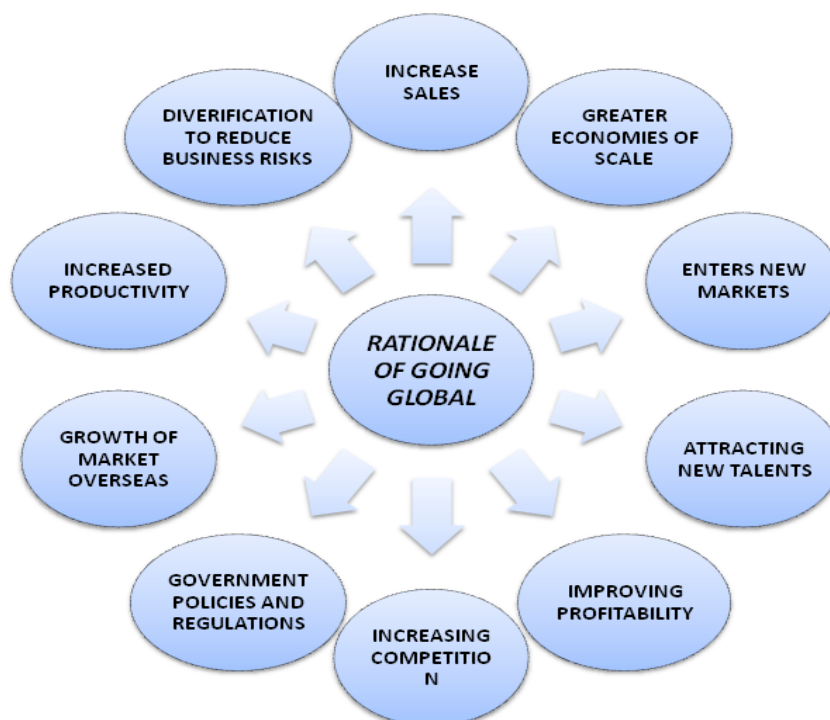 INCREASE
SALES
GREATER
ECONOMIES OF
SCALE
ENTERS NEW
MARKETS
ATTRACTING
NEW TALENTS
IMPROVING
PROFITABILITY
INCREASING
COMPETITIO
N
GOVERNMENT
POLICIES AND
REGULATIONS
GROWTH OF
MARKET
OVERSEAS
INCREASED
PRODUCTIVITY
DIVERIFICATION
TO REDUCE
BUSINESS RISKS
RATIONALE
OF GOING
GLOBAL